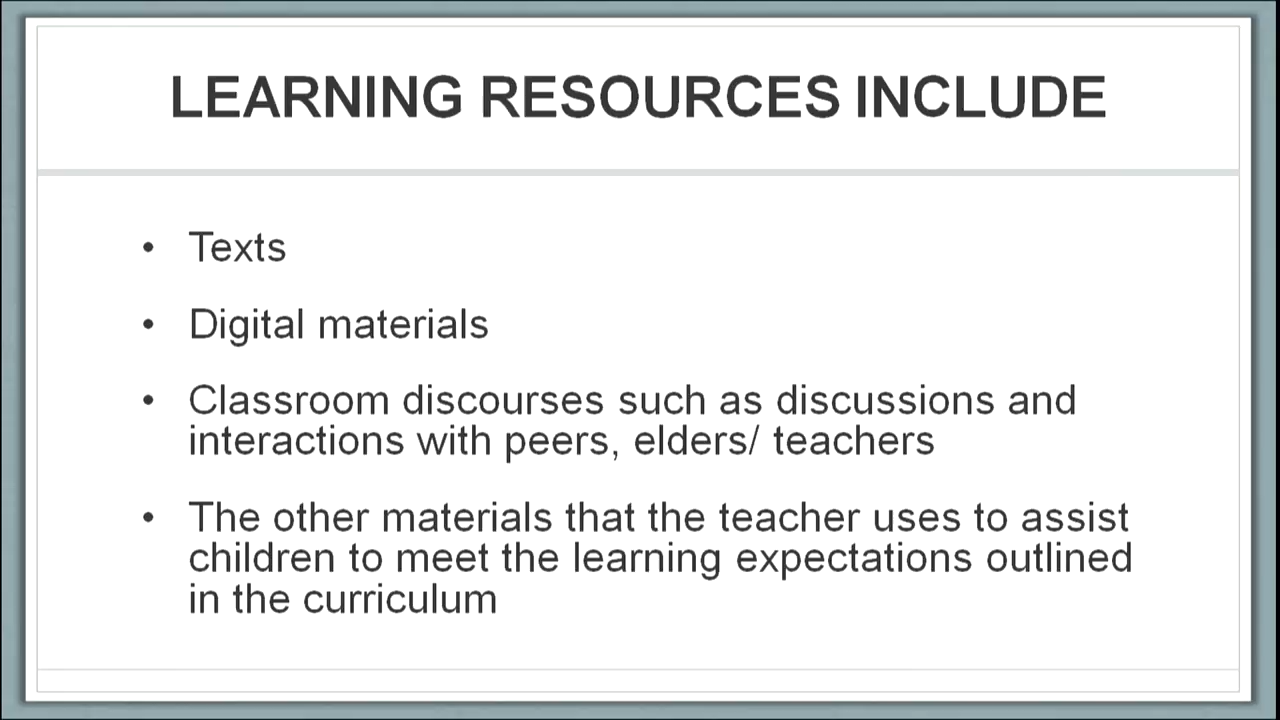 LEARNING RESOURCES INCLUDE
• Texts
• Digital materials
• Classroom discourses such as discussions and
interactions with peers, elders/ teachers
• The other materials that the teacher uses to assist
children to meet the learning expectations outlined
in the curriculum